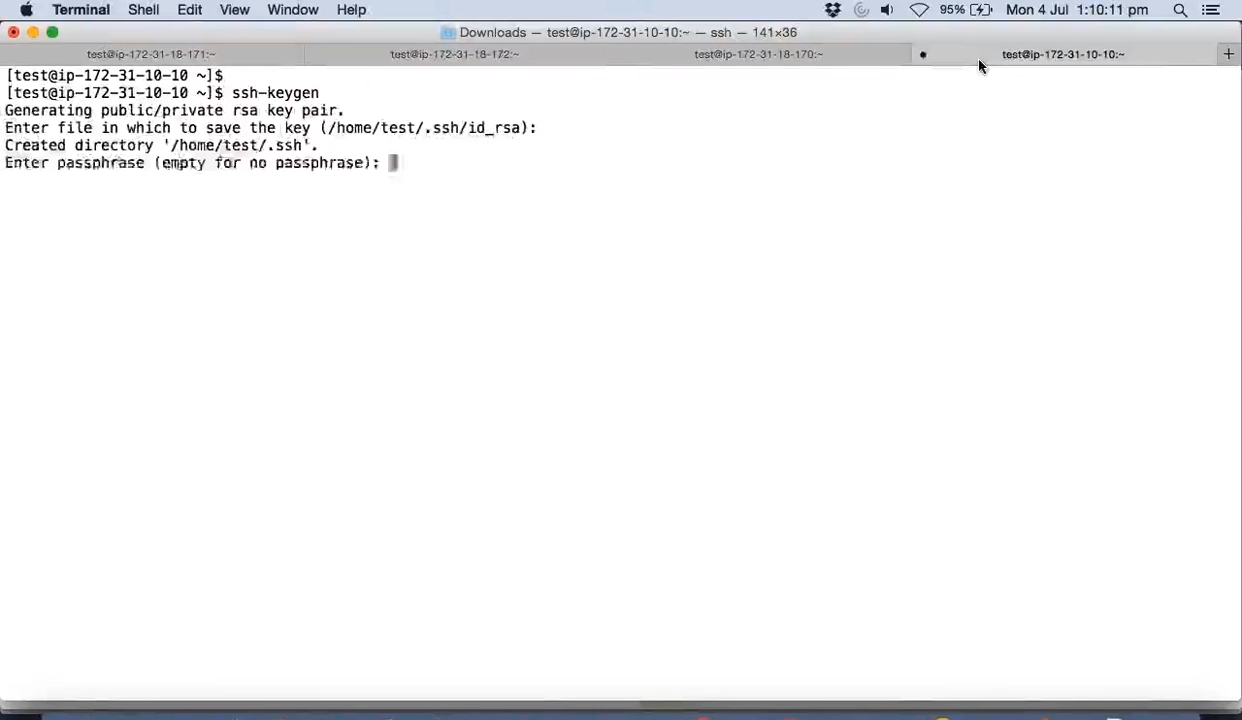 Terminal Shell Edit View Window Help 95% Mon 4 Jul 1:10:11 pm
Downloads — test@ip-172-31-10-10:~ — ssh — 141×36
test@ip-172-31-18-171:~ test@ip-172-31-18-172:~ test@ip-172-31-18-170:~ test@ip-172-31-10-10:~ +
[test@ip-172-31-10-10 ~]$
[test@ip-172-31-10-10 ~]$ ssh-keygen
Generating public/private rsa key pair.
Enter file in which to save the key (/home/test/.ssh/id_rsa):
Created directory '/home/test/.ssh'.
Enter passphrase (empty for no passphrase):